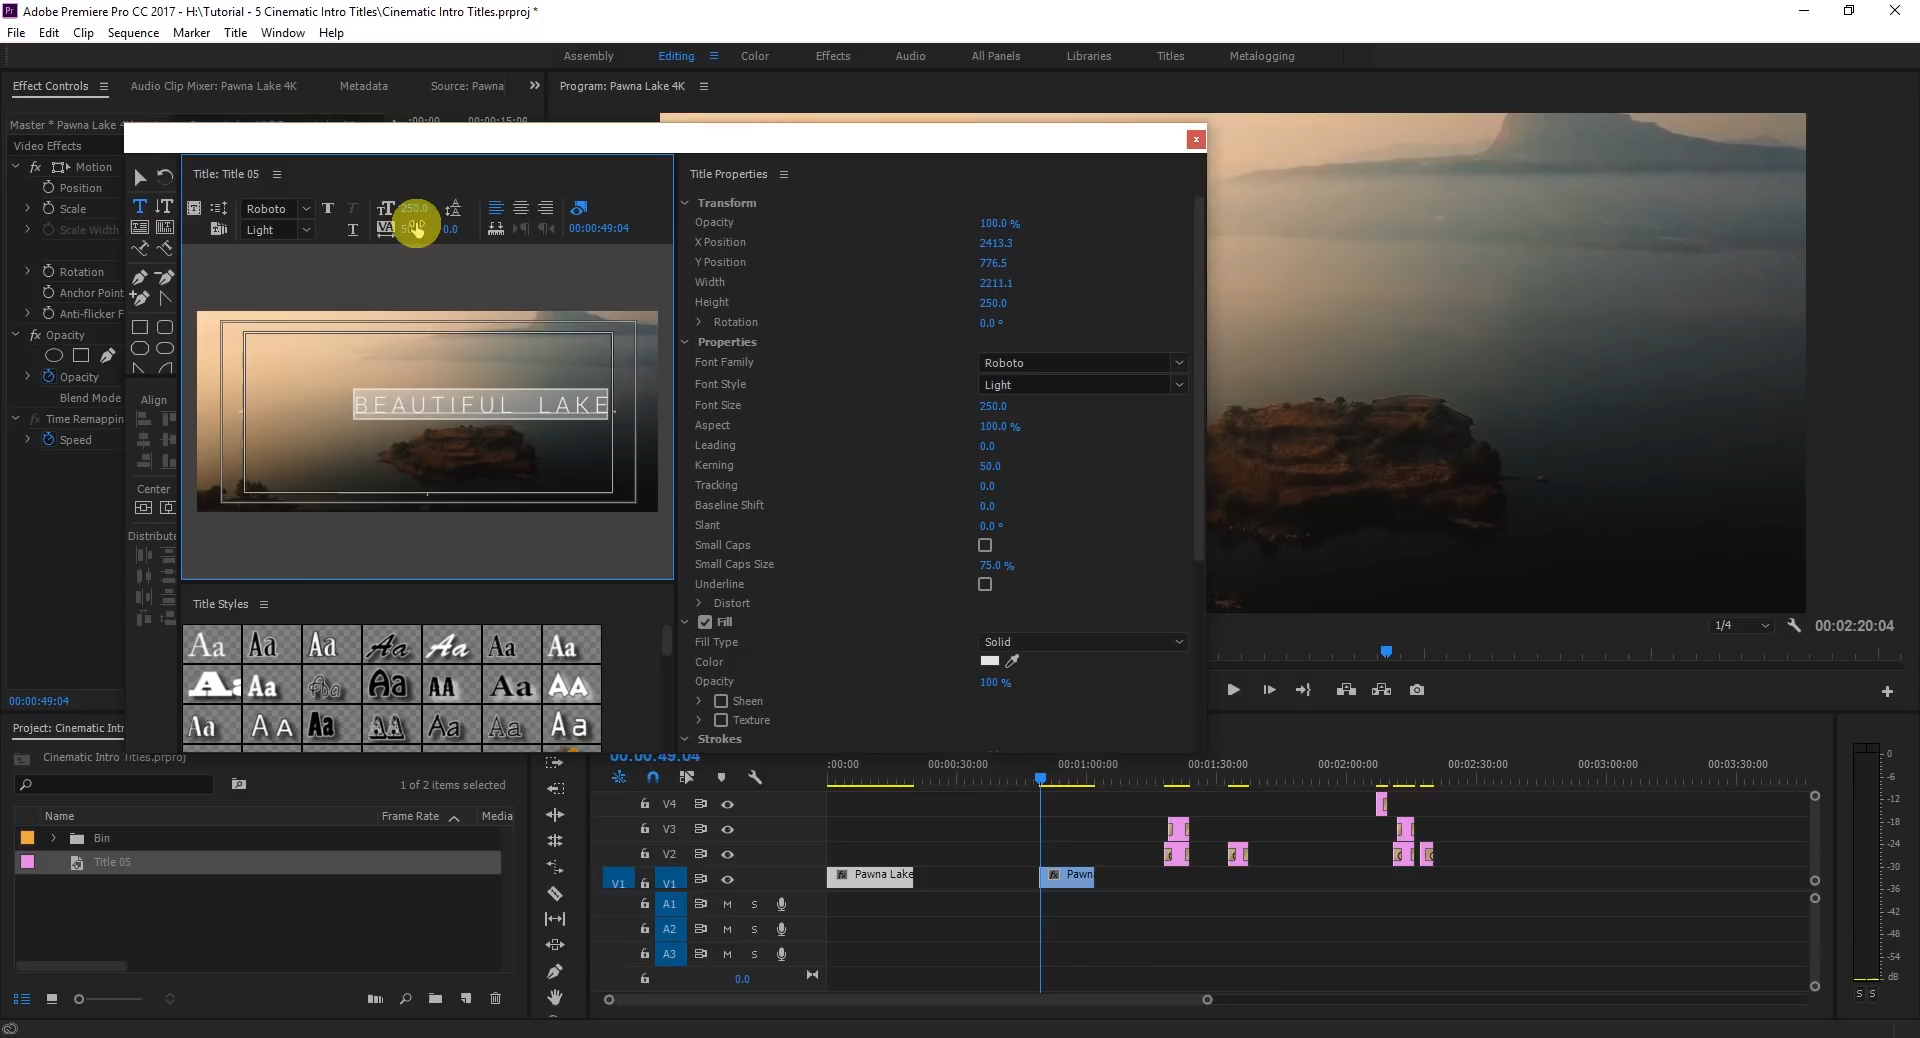 Adobe Premiere Pro CC 2017 - H:\Tutorial - 5 Cinematic Intro Titles\Cinematic Intro Titles.prproj *
File Edit Clip Sequence Marker Title Window Help
Assembly Editing Color Effects Audio All Panels Libraries Titles Metalogging
Effect Controls Audio Clip Mixer: Pawna Lake 4K Metadata Source: Pawna Program: Pawna Lake 4K
Master * Pawna Lake
Video Effects
fx Motion
Position
Scale
Scale Width
Rotation
Anchor Point
Anti-flicker F
fx Opacity
Opacity
Blend Mode
fx Time Remappin
Speed
00:00:49:04
Title: Title 05
Roboto 250.0
Light 0.0 00:00:49:04
BEAUTIFUL LAKE
Align
Center
Distribute
Title Styles
Aa Aa Aa Aa Aa Aa Aa
Aa Aa Aa Aa AA Aa AA
Aa AA Aa AA Aa Aa Aa
Title Properties
Transform
Opacity 100.0 %
X Position 2413.3
Y Position 776.5
Width 2211.1
Height 250.0
Rotation 0.0 °
Properties
Font Family Roboto
Font Style Light
Font Size 250.0
Aspect 100.0 %
Leading 0.0
Kerning 50.0
Tracking 0.0
Baseline Shift 0.0
Slant 0.0 °
Small Caps
Small Caps Size 75.0 %
Underline
Distort
Fill
Fill Type Solid
Color
Opacity 100 %
Sheen
Texture
Strokes
1/4 00:02:20:04
Project: Cinematic Intr
Cinematic Intro Titles.prproj
1 of 2 items selected
Name Frame Rate Media
Bin
Title 05
00:00:49:04
:00:00 00:00:30:00 00:01:00:00 00:01:30:00 00:02:00:00 00:02:30:00 00:03:00:00 00:03:30:00
V4
V3
V2
V1 V1 fx Pawna Lake fx Pawn
A1 M S
A2 M S
A3 M S
0.0
0
-6
-12
-18
-24
-30
-36
-42
-48
-54
dB
S S